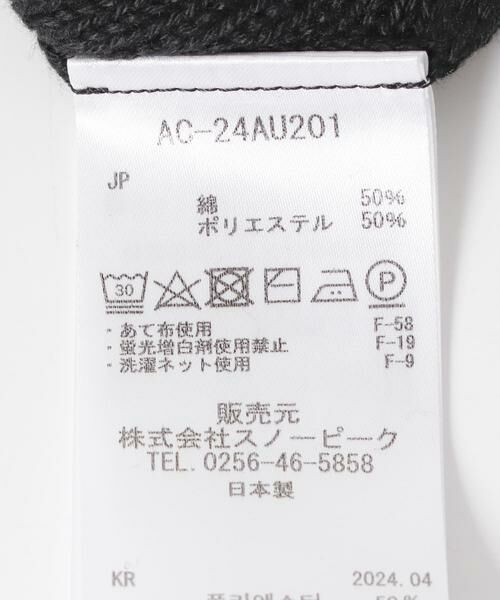 AC-24AU201
JP
綿 50%
ポリエステル 50%
30 P
・あて布使用 F-58
・蛍光増白剤使用禁止 F-19
・洗濯ネット使用 F-9
販売元
株式会社スノーピーク
TEL.0256-46-5858
日本製
KR 2024.04